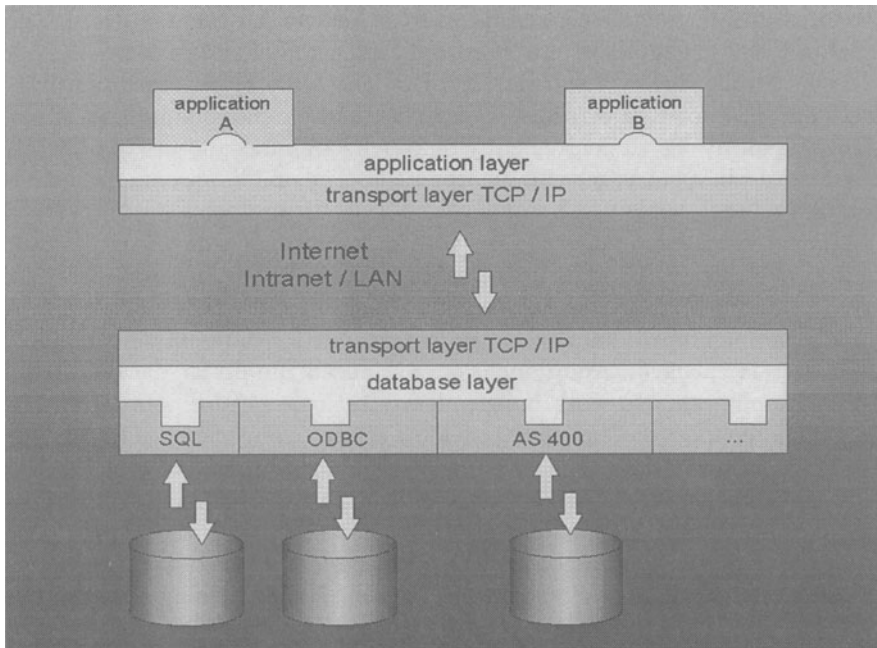 application
A
application
B
application layer
transport layer TCP / IP
Internet
Intranet / LAN
transport layer TCP / IP
database layer
SQL
ODBC
AS 400
...